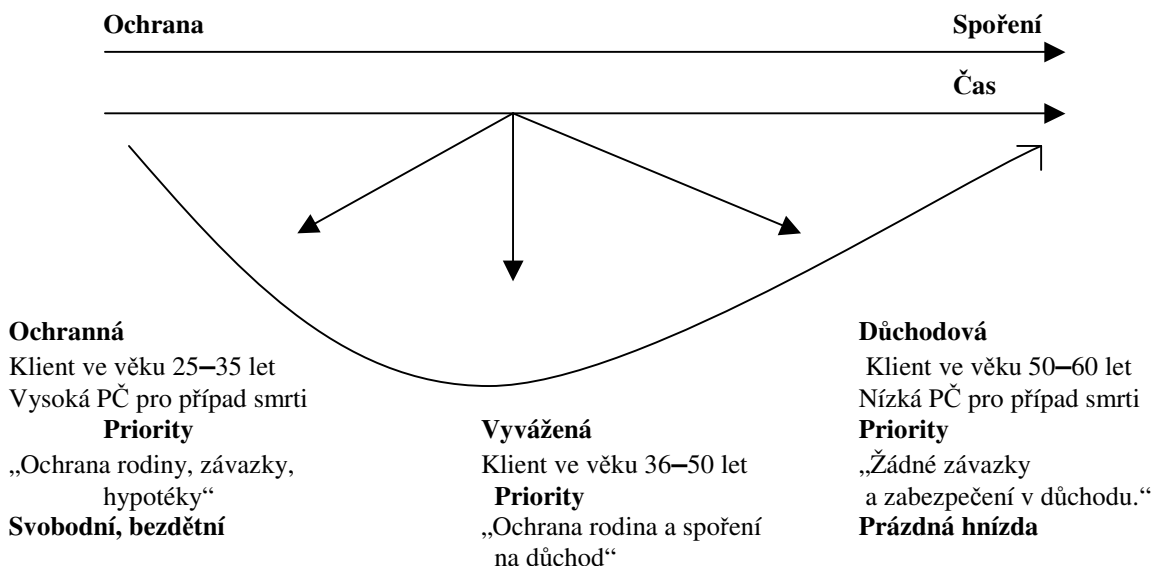 Ochrana
Spoření
Čas
Ochranná
Klient ve věku 25–35 let
Vysoká PČ pro případ smrti
Priority
„Ochrana rodiny, závazky,
hypotéky“
Svobodní, bezdětní
Vyvážená
Klient ve věku 36–50 let
Priority
„Ochrana rodina a spoření
na důchod“
Důchodová
Klient ve věku 50–60 let
Nízká PČ pro případ smrti
Priority
„Žádné závazky
a zabezpečení v důchodu.“
Prázdná hnízda